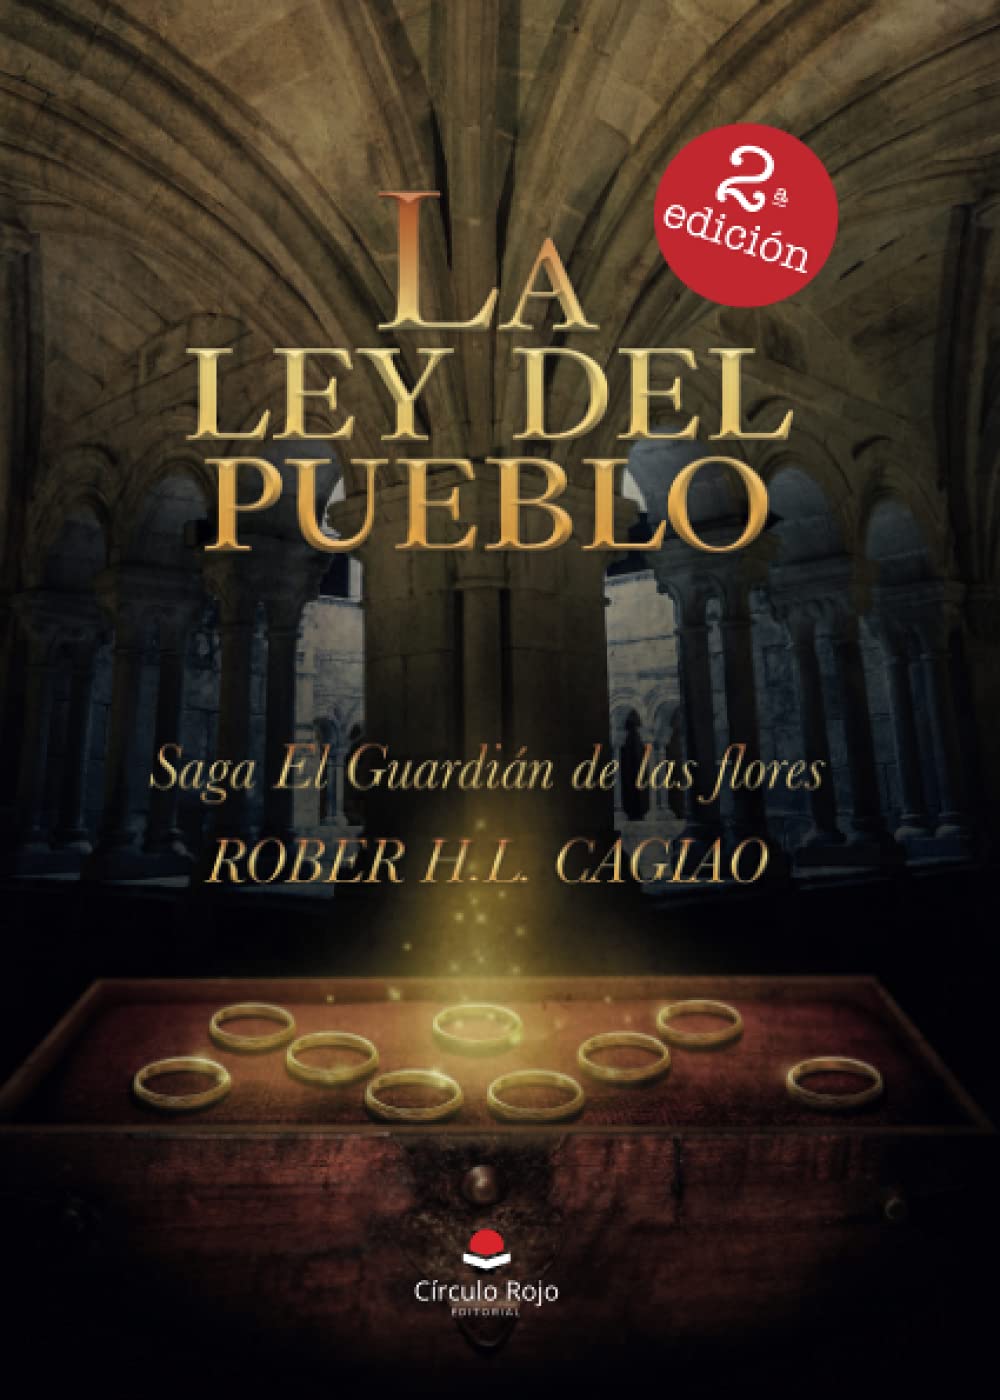 2ª
edición
LA
LEY DEL
PUEBLO
Saga El Guardián de las flores
ROBER H.L. CAGIAO
Círculo Rojo
EDITORIAL